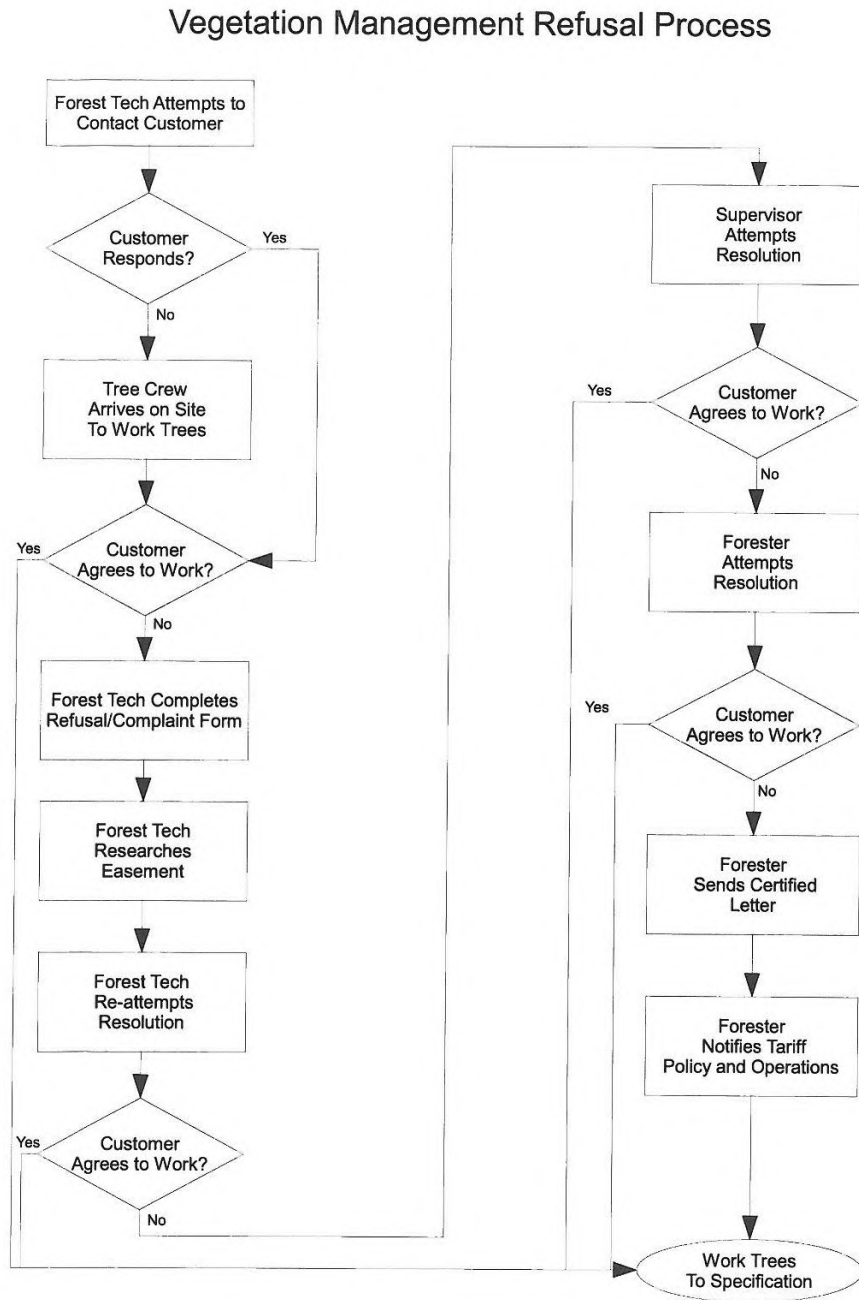 Vegetation Management Refusal Process
Forest Tech Attempts to
Contact Customer
Customer
Responds?
Yes
No
Tree Crew
Arrives on Site
To Work Trees
Yes
Customer
Agrees to Work?
No
Forest Tech Completes
Refusal/Complaint Form
Forest Tech
Researches
Easement
Forest Tech
Re-attempts
Resolution
Yes
Customer
Agrees to Work?
No
Supervisor
Attempts
Resolution
Yes
Customer
Agrees to Work?
No
Forester
Attempts
Resolution
Yes
Customer
Agrees to Work?
No
Forester
Sends Certified
Letter
Forester
Notifies Tariff
Policy and Operations
Work Trees
To Specification